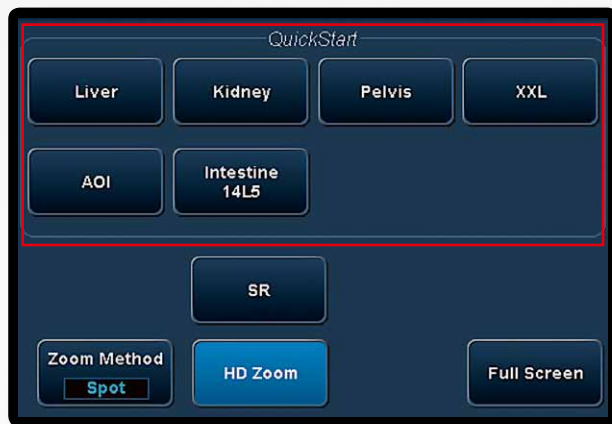 QuickStart
Liver
Kidney
Pelvis
XXL
AOI
Intestine
14L5
SR
Zoom Method
Spot
HD Zoom
Full Screen